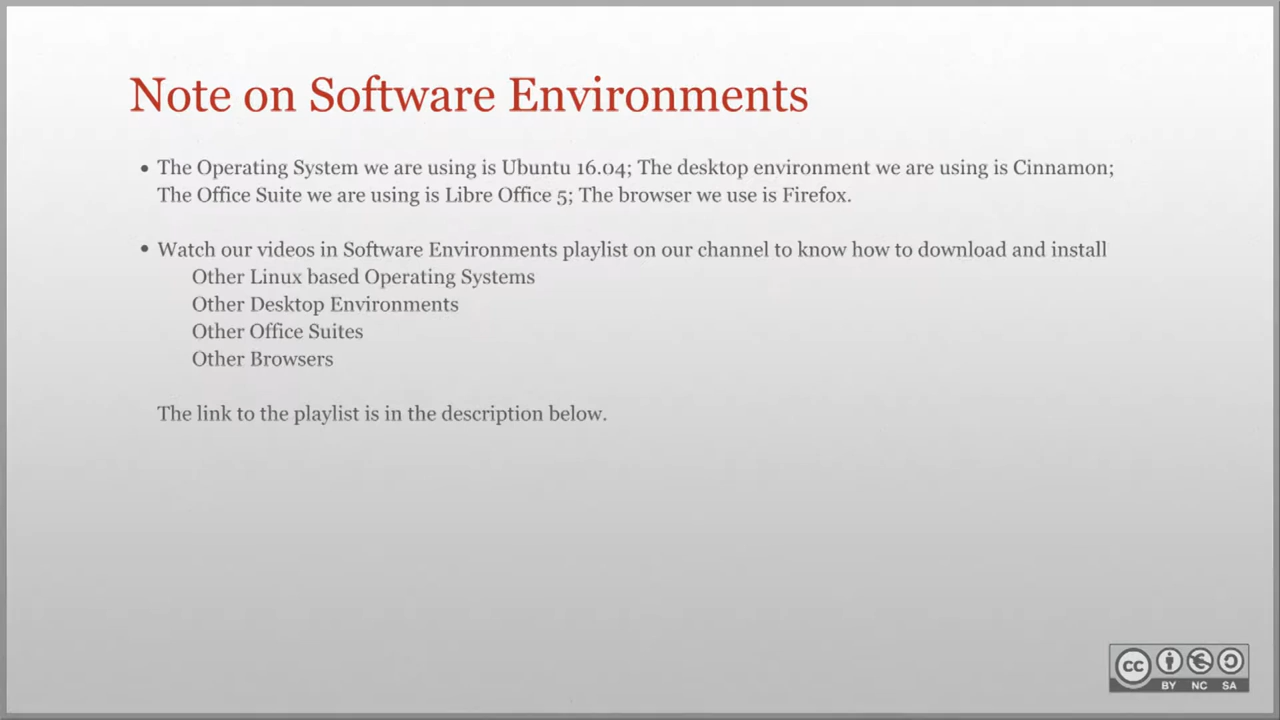 Note on Software Environments
• The Operating System we are using is Ubuntu 16.04; The desktop environment we are using is Cinnamon;
The Office Suite we are using is Libre Office 5; The browser we use is Firefox.
• Watch our videos in Software Environments playlist on our channel to know how to download and install
Other Linux based Operating Systems
Other Desktop Environments
Other Office Suites
Other Browsers
The link to the playlist is in the description below.
cc
BY NC SA